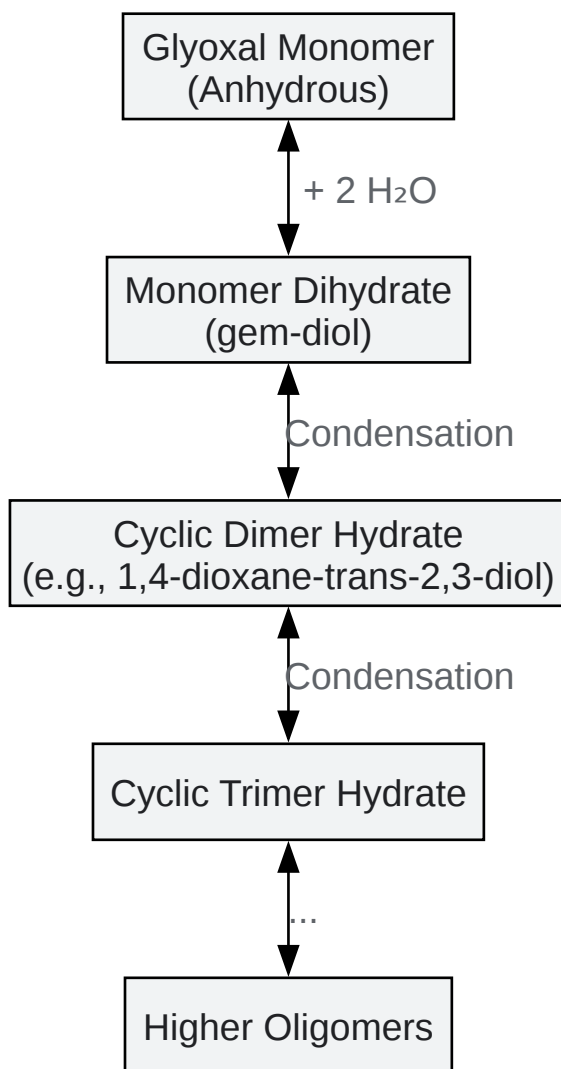 Glyoxal Monomer
(Anhydrous)
+ 2 H₂O
Monomer Dihydrate
(gem-diol)
Condensation
Cyclic Dimer Hydrate
(e.g., 1,4-dioxane-trans-2,3-diol)
Condensation
Cyclic Trimer Hydrate
...
Higher Oligomers